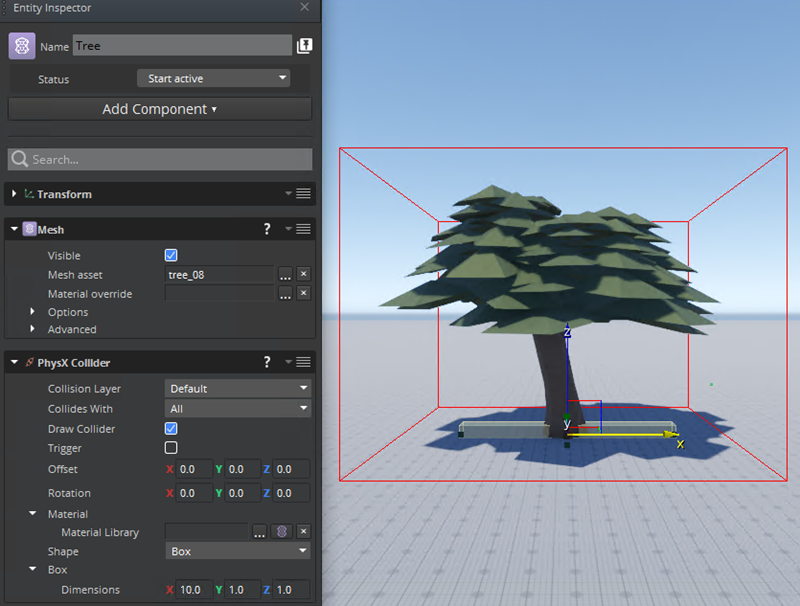 Entity Inspector
Name Tree
Status Start active
Add Component
Search...
Transform
Mesh ?
Visible
Mesh asset tree_08 ...
Material override ...
Options
Advanced
PhysX Collider ?
Collision Layer Default
Collides With All
Draw Collider
Trigger
Offset X 0.0 Y 0.0 Z 0.0
Rotation X 0.0 Y 0.0 Z 0.0
Material
Material Library ...
Shape Box
Box
Dimensions X 10.0 Y 1.0 Z 1.0
z
y
x